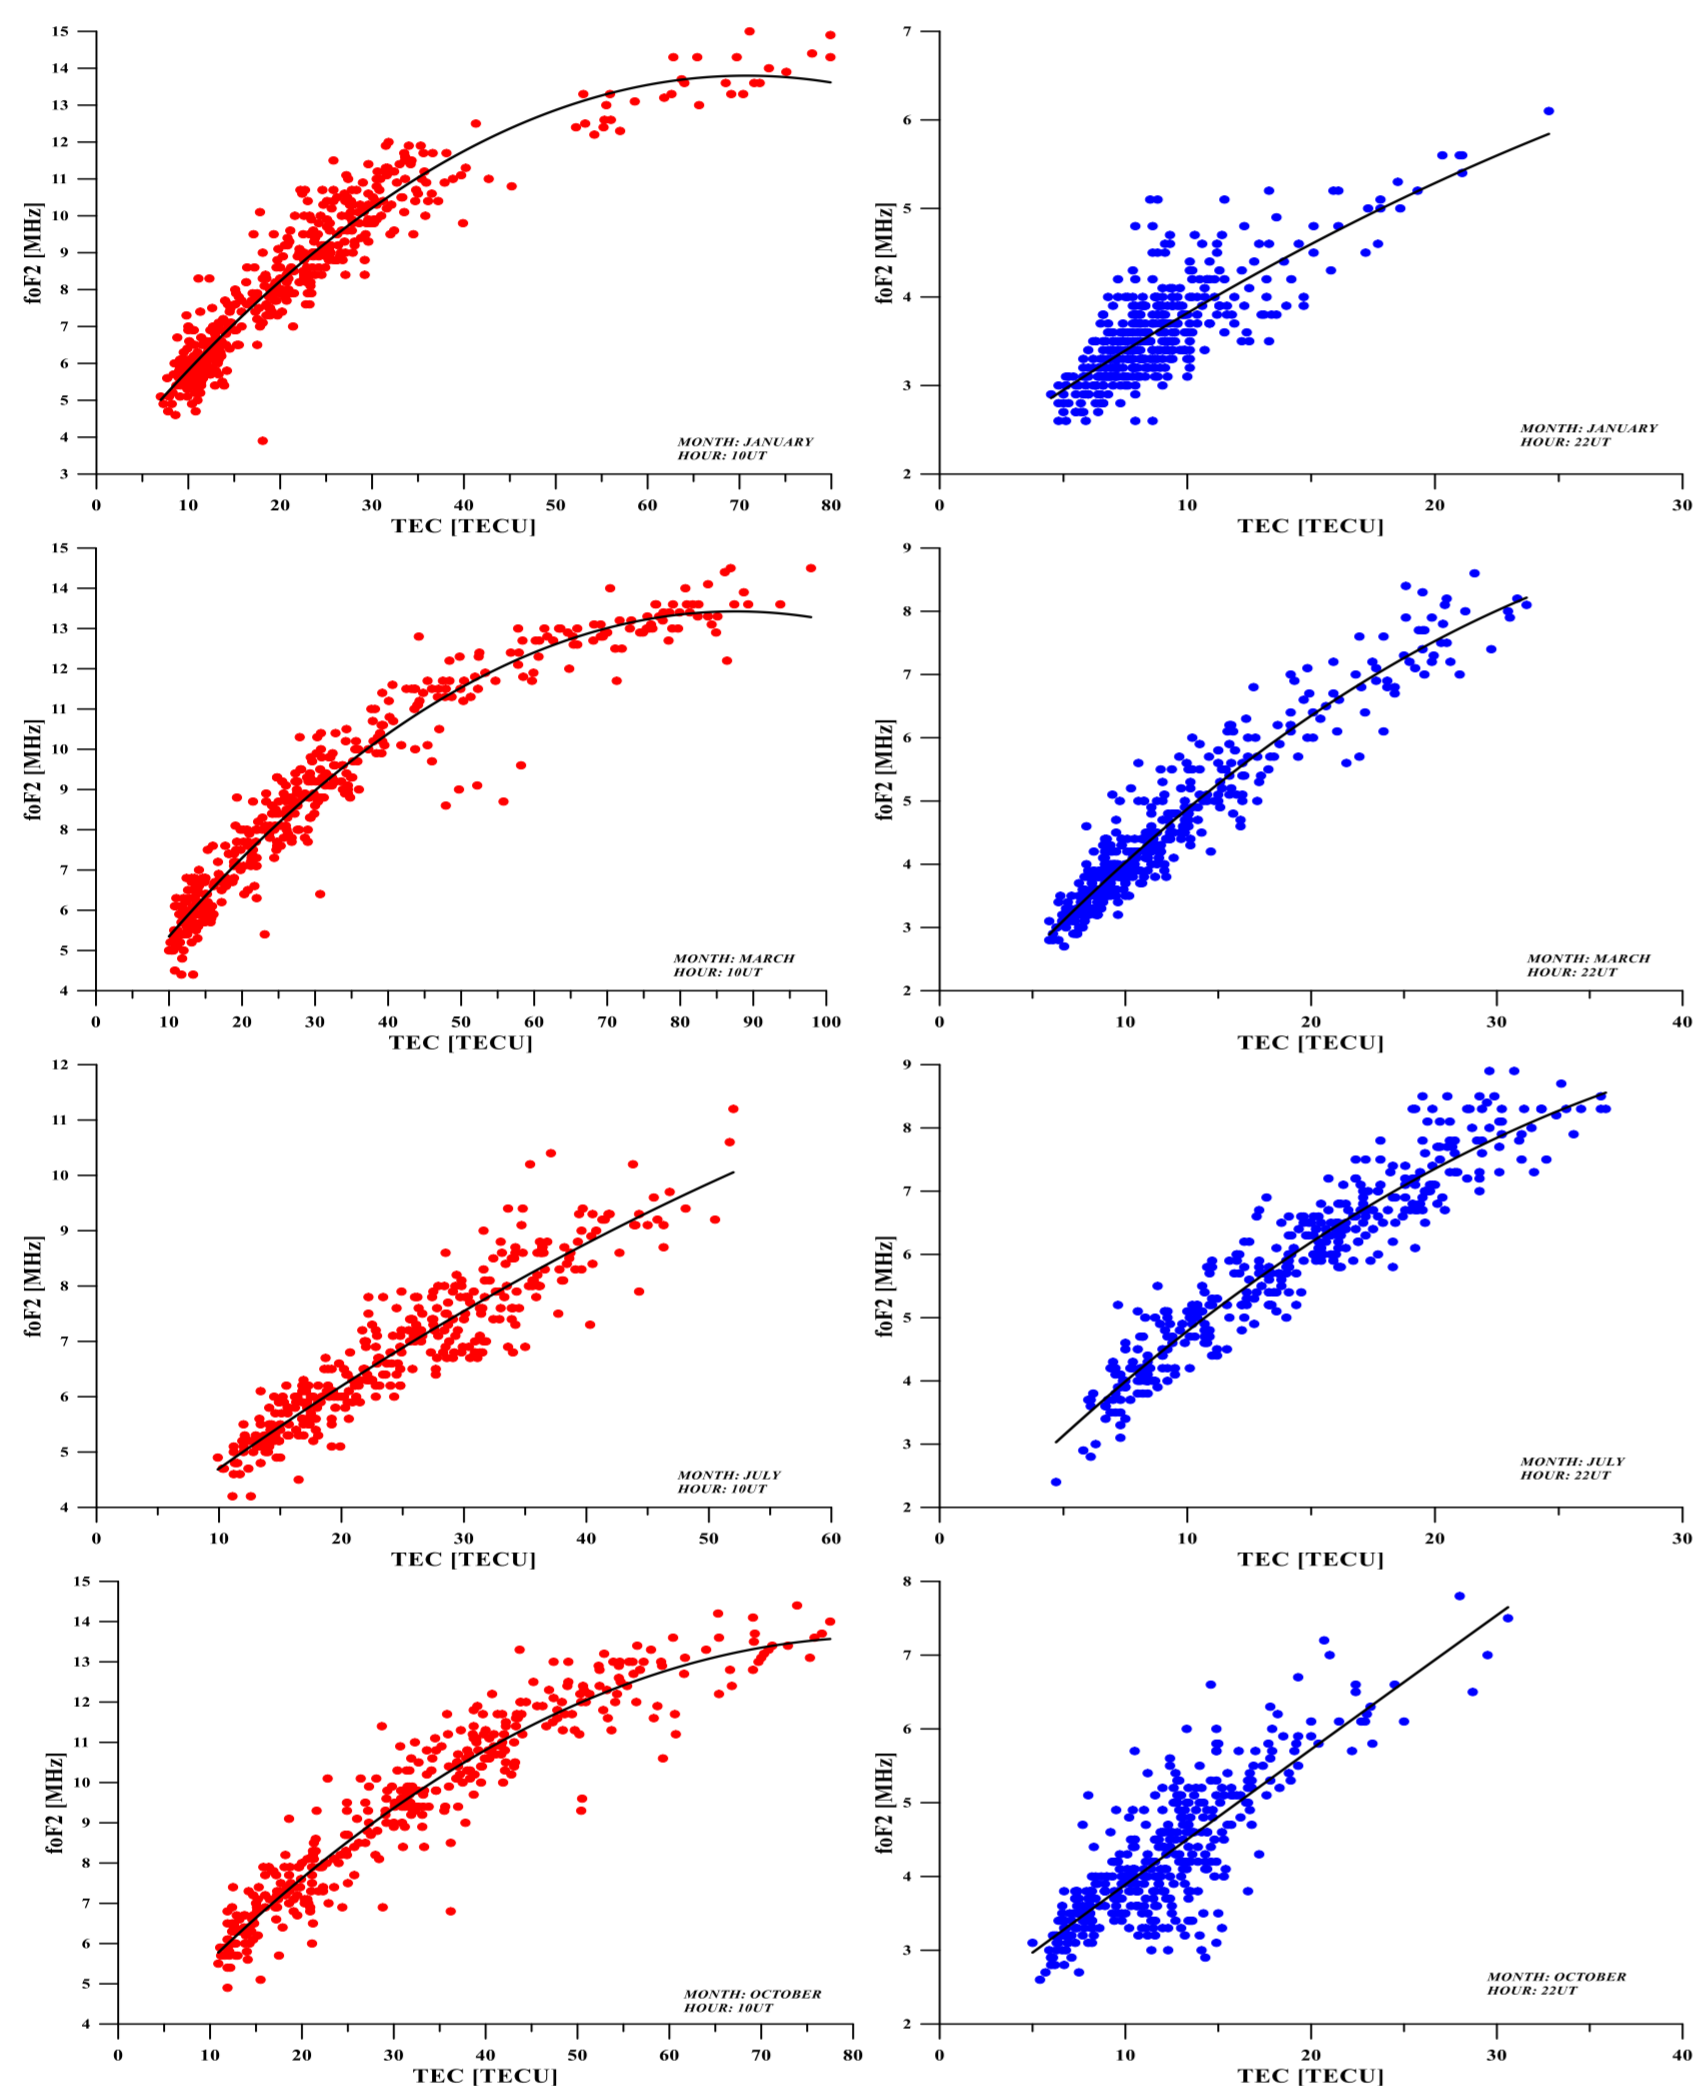 15
14
13
12
11
10
9
8
7
6
5
4
3
foF2 [MHz]
0 10 20 30 40 50 60 70 80
TEC [TECU]
MONTH: JANUARY
HOUR: 10UT
7
6
5
4
3
2
foF2 [MHz]
0 10 20 30
TEC [TECU]
MONTH: JANUARY
HOUR: 22UT
15
14
13
12
11
10
9
8
7
6
5
4
foF2 [MHz]
0 10 20 30 40 50 60 70 80 90 100
TEC [TECU]
MONTH: MARCH
HOUR: 10UT
9
8
7
6
5
4
3
2
foF2 [MHz]
0 10 20 30 40
TEC [TECU]
MONTH: MARCH
HOUR: 22UT
12
11
10
9
8
7
6
5
4
foF2 [MHz]
0 10 20 30 40 50 60
TEC [TECU]
MONTH: JULY
HOUR: 10UT
9
8
7
6
5
4
3
2
foF2 [MHz]
0 10 20 30
TEC [TECU]
MONTH: JULY
HOUR: 22UT
15
14
13
12
11
10
9
8
7
6
5
4
foF2 [MHz]
0 10 20 30 40 50 60 70 80
TEC [TECU]
MONTH: OCTOBER
HOUR: 10UT
8
7
6
5
4
3
2
foF2 [MHz]
0 10 20 30 40
TEC [TECU]
MONTH: OCTOBER
HOUR: 22UT